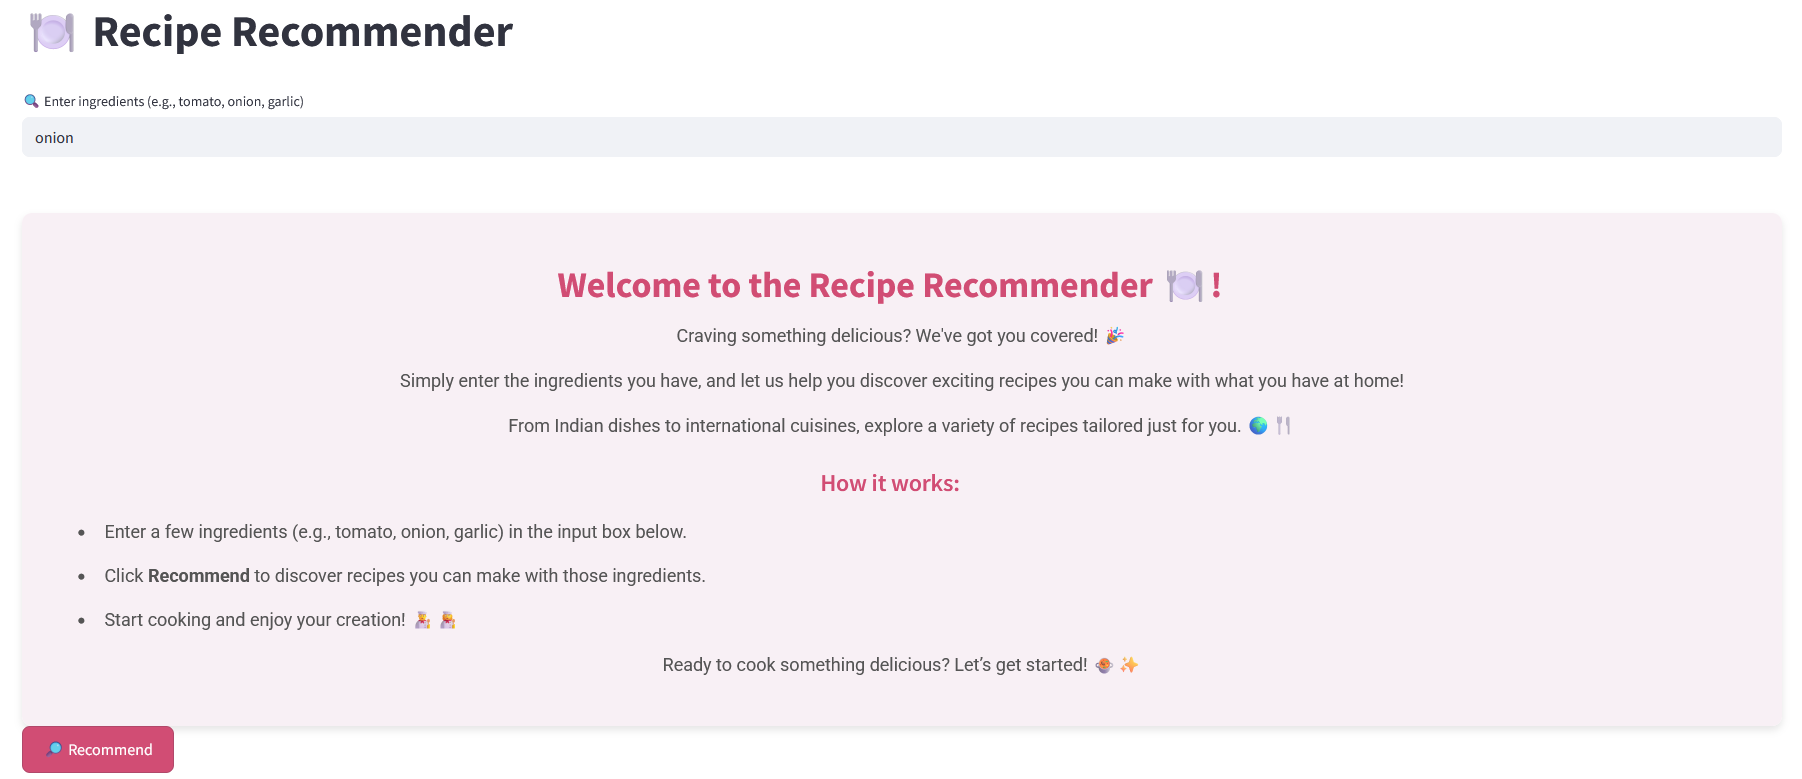 Recipe Recommender
Enter ingredients (e.g., tomato, onion, garlic)
onion
Welcome to the Recipe Recommender !
Craving something delicious? We've got you covered!
Simply enter the ingredients you have, and let us help you discover exciting recipes you can make with what you have at home!
From Indian dishes to international cuisines, explore a variety of recipes tailored just for you.
How it works:
Enter a few ingredients (e.g., tomato, onion, garlic) in the input box below.
Click Recommend to discover recipes you can make with those ingredients.
Start cooking and enjoy your creation!
Ready to cook something delicious? Let’s get started!
Recommend